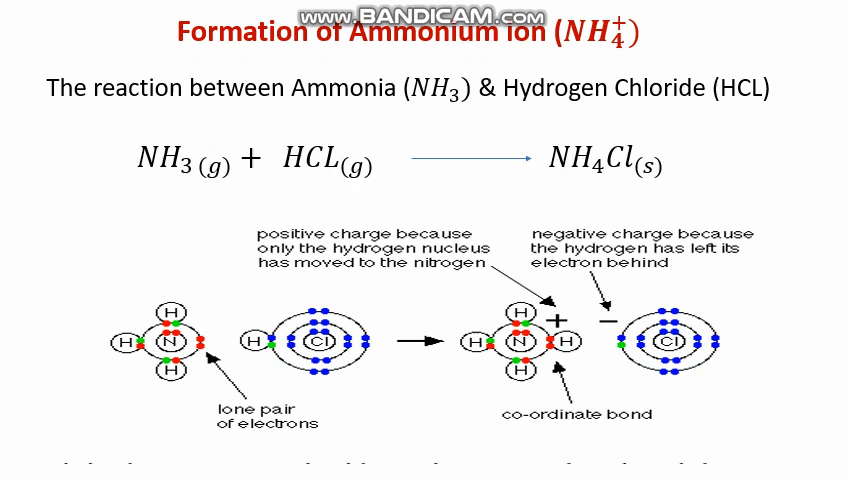 www.BANDICAM.com
Formation of Ammonium Ion (NH₄⁺)
The reaction between Ammonia (NH₃) & Hydrogen Chloride (HCL)
NH₃ (g) + HCL(g) → NH₄Cl(s)
positive charge because
only the hydrogen nucleus
has moved to the nitrogen
negative charge because
the hydrogen has left its
electron behind
H H
H N H Cl H N H + − Cl
H H
lone pair
of electrons
co-ordinate bond